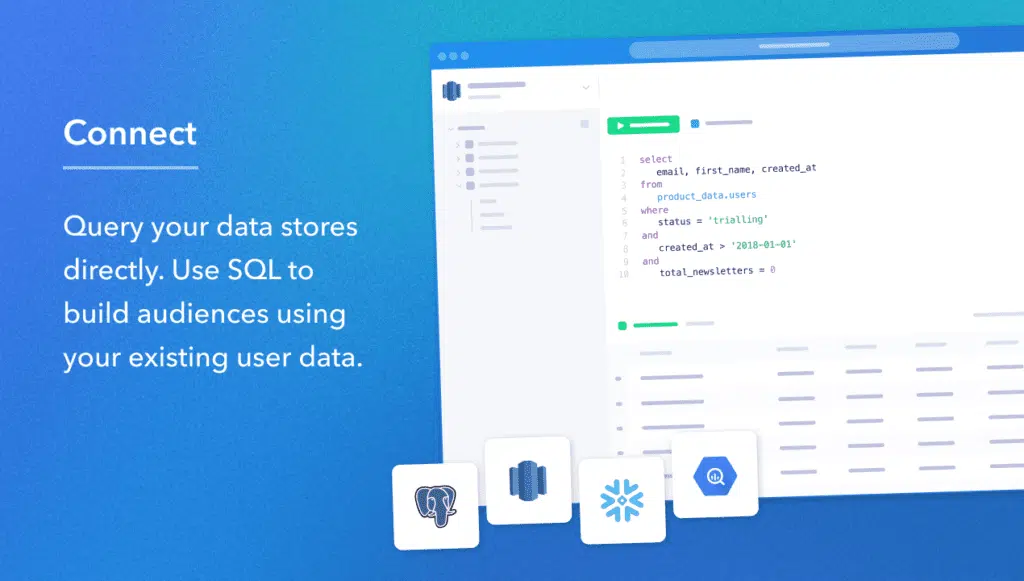 Connect
Query your data stores
directly. Use SQL to
build audiences using
your existing user data.
1 select
2 email, first_name, created_at
3 from
4 product_data.users
5 where
6 status = 'trialling'
7 and
8 created_at > '2018-01-01'
9 and
10 total_newsletters = 0